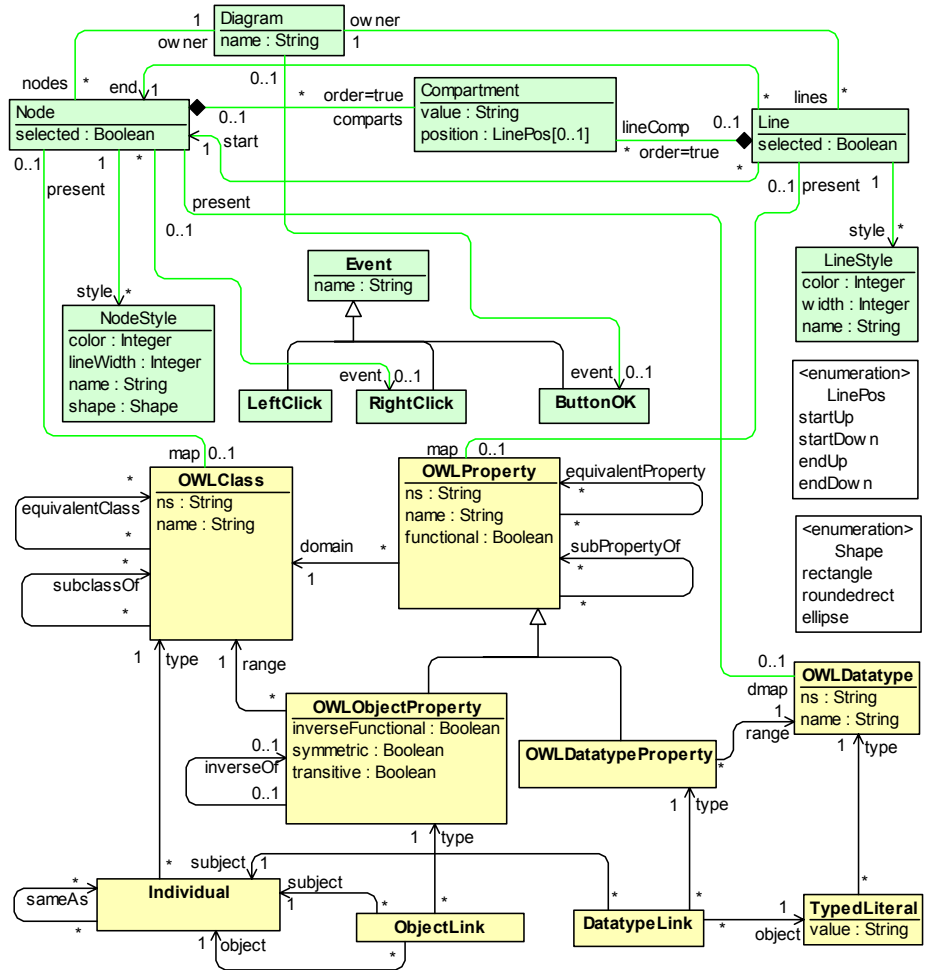 1
Diagram
owner
owner
name : String
1
nodes
*
end
1
0..1
*
lines
*
Node
selected : Boolean
0..1
*
order=true
comparts
Compartment
value : String
position : LinePos[0..1]
lineComp
0..1
*
order=true
Line
selected : Boolean
0..1
present
1
*
1
start
*
present
0..1
present
1
0..1
style
*
LineStyle
color : Integer
width : Integer
name : String
Event
name : String
style
*
NodeStyle
color : Integer
lineWidth : Integer
name : String
shape : Shape
event
0..1
event
0..1
LeftClick
RightClick
ButtonOK
<enumeration>
LinePos
startUp
startDown
endUp
endDown
map
0..1
map
0..1
OWLClass
ns : String
name : String
*
equivalentClass
*
*
subclassOf
*
domain
*
1
OWLProperty
ns : String
name : String
functional : Boolean
equivalentProperty
*
*
subPropertyOf
*
*
<enumeration>
Shape
rectangle
roundedrect
ellipse
1
type
1
range
*
0..1
dmap
OWLDatatype
ns : String
name : String
OWLObjectProperty
inverseFunctional : Boolean
symmetric : Boolean
transitive : Boolean
0..1
inverseOf
0..1
OWLDatatypeProperty
1
range
*
1
type
1
type
1
type
*
subject
1
subject
1
*
sameAs
*
Individual
*
*
ObjectLink
1
object
*
*
*
DatatypeLink
*
1
object
*
TypedLiteral
value : String